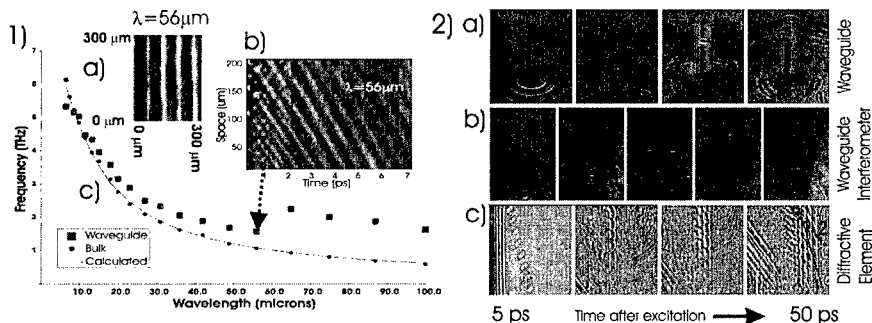 1)
λ=56μm
300 μm
a)
0 μm
0 μm
300 μm
b)
λ=56μm
Space (um)
200
150
100
50
1 2 3 4 5 6 7
Time (ps)
c)
Frequency (THz)
7
6
5
4
3
2
1
Waveguide
Bulk
Calculated
10.0 20.0 30.0 40.0 50.0 60.0 70.0 80.0 90.0 100.0
Wavelength (microns)
2)
a)
Waveguide
b)
Waveguide
Interferometer
c)
Diffractive
Element
5 ps
Time after excitation
50 ps